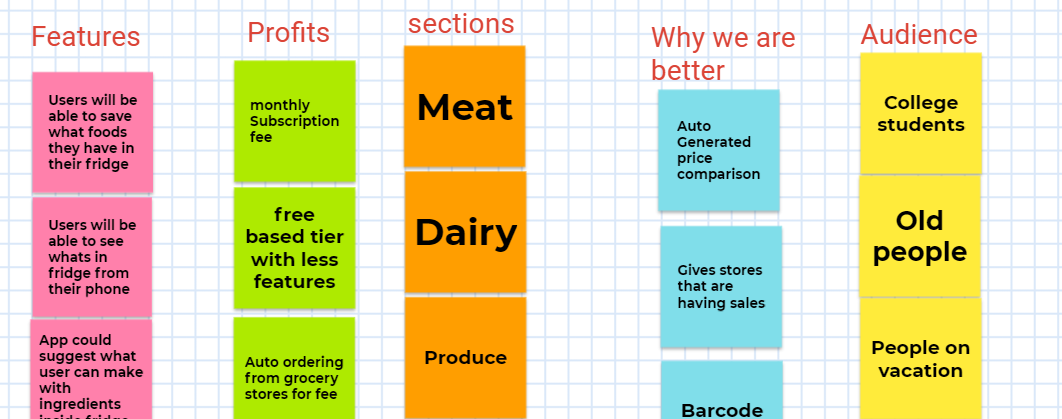 Features
Users will be
able to save
what foods
they have in
their fridge
Users will be
able to see
whats in
fridge from
their phone
App could
suggest what
user can make
with
ingredients
inside fridge
Profits
monthly
Subscription
fee
free
based tier
with less
features
Auto ordering
from grocery
stores for fee
sections
Meat
Dairy
Produce
Why we are
better
Auto
Generated
price
comparison
Gives stores
that are
having sales
Barcode
Audience
College
students
Old
people
People on
vacation